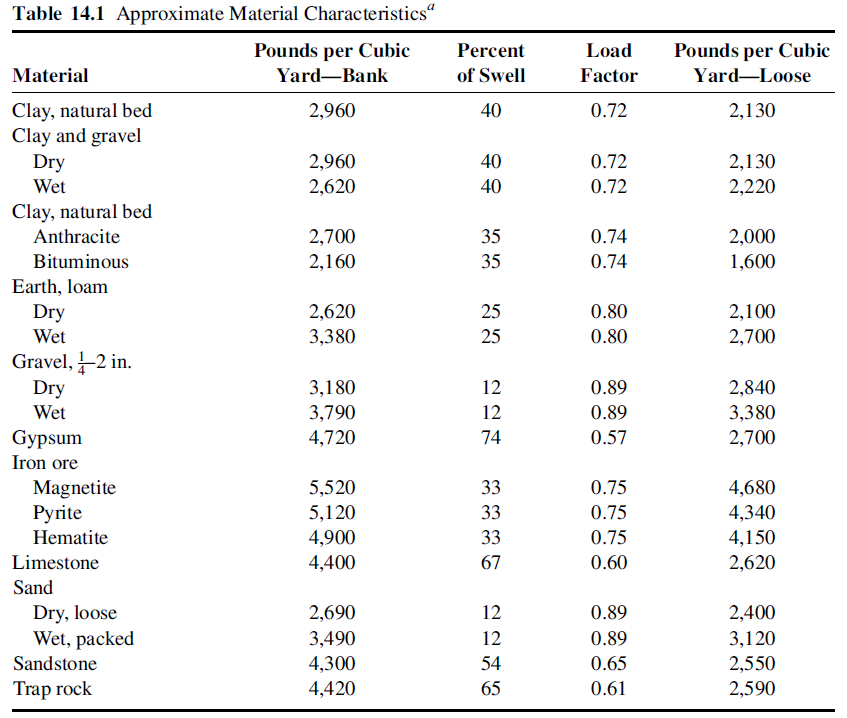 Table 14.1 Approximate Material Characteristicsᵃ
Pounds per Cubic Percent Load Pounds per Cubic
Material Yard—Bank of Swell Factor Yard—Loose
Clay, natural bed 2,960 40 0.72 2,130
Clay and gravel
Dry 2,960 40 0.72 2,130
Wet 2,620 40 0.72 2,220
Clay, natural bed
Anthracite 2,700 35 0.74 2,000
Bituminous 2,160 35 0.74 1,600
Earth, loam
Dry 2,620 25 0.80 2,100
Wet 3,380 25 0.80 2,700
Gravel, 1/4–2 in.
Dry 3,180 12 0.89 2,840
Wet 3,790 12 0.89 3,380
Gypsum 4,720 74 0.57 2,700
Iron ore
Magnetite 5,520 33 0.75 4,680
Pyrite 5,120 33 0.75 4,340
Hematite 4,900 33 0.75 4,150
Limestone 4,400 67 0.60 2,620
Sand
Dry, loose 2,690 12 0.89 2,400
Wet, packed 3,490 12 0.89 3,120
Sandstone 4,300 54 0.65 2,550
Trap rock 4,420 65 0.61 2,590